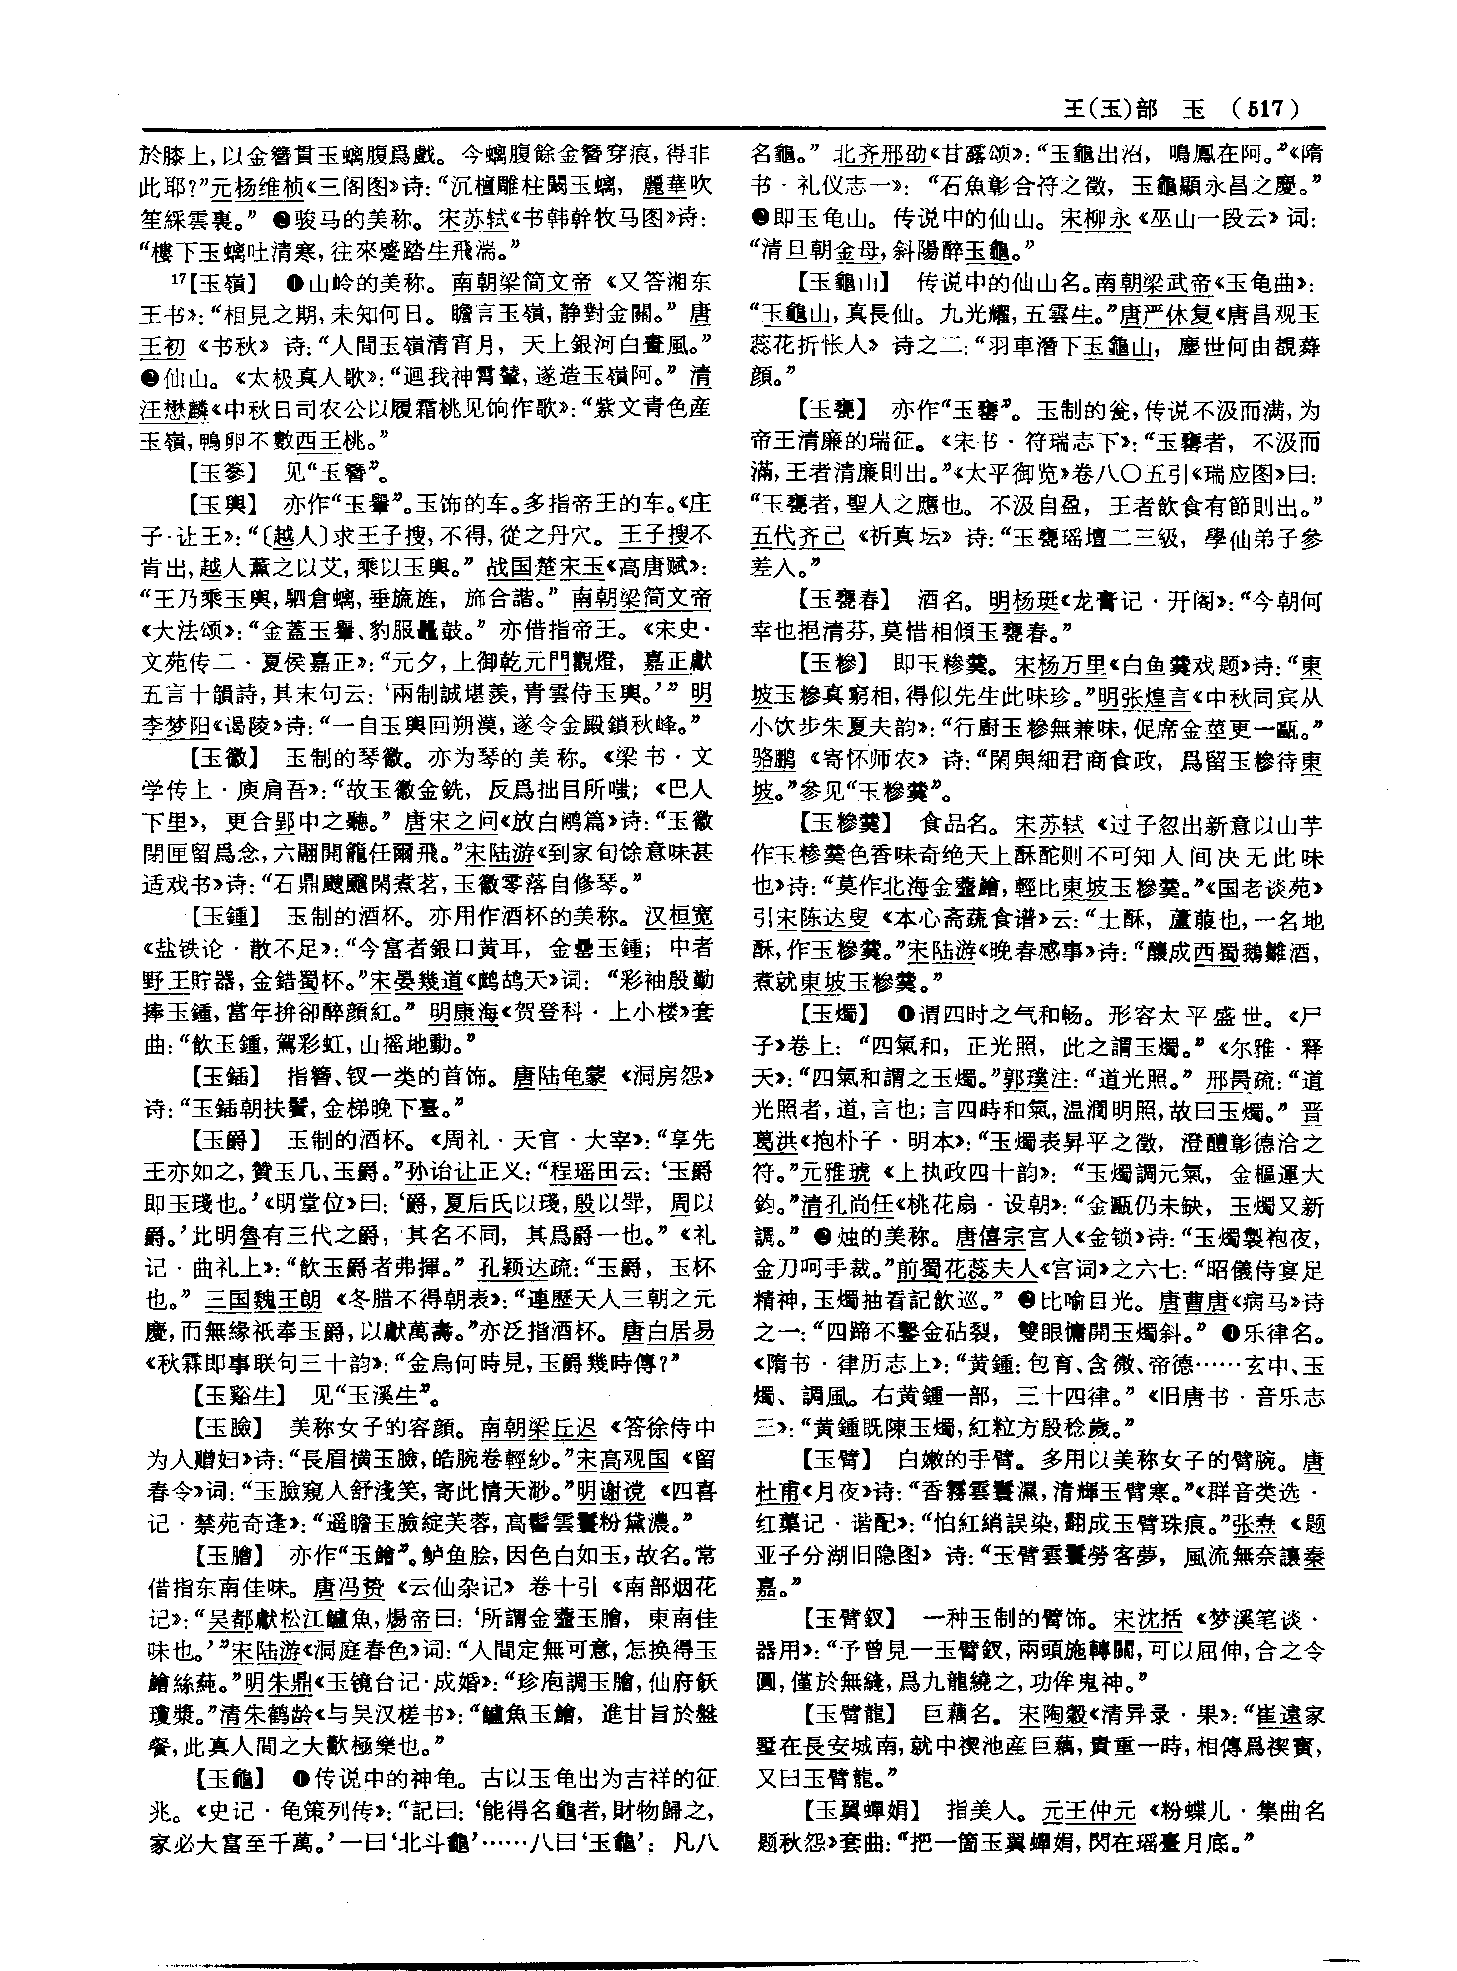 王(玉)部　玉　(517)
於膝上,以金簪貫玉螭腹爲戲。今螭腹餘金簪穿痕,得非
此耶?”元杨维桢《三阁图》诗:“沉檀雕柱闕玉螭，麗華吹
笙綵雲裏。”❷骏马的美称。宋苏轼《书韩幹牧马图》诗:
“樓下玉螭吐清寒,往來蹙踏生飛湍。”
17【玉嶺】　❶山岭的美称。南朝梁简文帝《又答湘东
王书》:“相見之期,未知何日。瞻言玉嶺,静對金關。”唐
王初《书秋》诗:“人間玉嶺清宵月，天上銀河白晝風。”
❷仙山。《太极真人歌》:“迴我神霄輦,遂造玉嶺阿。”清
汪懋麟《中秋日司农公以履霜桃见饷作歌》:“紫文青色産
玉嶺,鴨卵不數西王桃。”
【玉篸】　见“玉簪”。
【玉輿】　亦作“玉轝”。玉饰的车。多指帝王的车。《庄
子·让王》:“〔越人〕求王子搜,不得,從之丹穴。王子搜不
肯出,越人薰之以艾,乘以玉輿。”战国楚宋玉《高唐赋》:
“王乃乘玉輿,駟倉螭,垂旒旌，旆合諧。”南朝梁简文帝
《大法颂》:“金蓋玉轝、豹服鼉鼓。”亦借指帝王。《宋史·
文苑传二·夏侯嘉正》:“元夕,上御乾元門觀燈，嘉正獻
五言十韻詩,其末句云:‘兩制誠堪羨,青雲侍玉輿。’”明
李梦阳《谒陵》诗:“一自玉輿回朔漠,遂令金殿鎖秋峰。”
【玉徽】　玉制的琴徽。亦为琴的美称。《梁书·文
学传上·庾肩吾》:“故玉徽金銑，反爲拙目所嗤；《巴人
下里》，更合郢中之聽。”唐宋之问《放白鹇篇》诗:“玉徽
閉匣留爲念,六翮開籠任爾飛。”宋陆游《到家旬馀意味甚
适戏书》诗:“石鼎颼飀閑煮茗,玉徽零落自修琴。”
【玉鍾】　玉制的酒杯。亦用作酒杯的美称。汉桓宽
《盐铁论·散不足》:“今富者銀口黄耳，金罍玉鍾；中者
野王貯器,金錯蜀杯。”宋晏幾道《鹧鸪天》词:“彩袖殷勤
捧玉鍾,當年拚卻醉顔紅。”明康海《贺登科·上小楼》套
曲:“飲玉鍾,駕彩虹,山摇地動。”
【玉鍤】　指簪、钗一类的首饰。唐陆龟蒙《洞房怨》
诗:“玉鍤朝扶鬢,金梯晚下臺。”
【玉爵】　玉制的酒杯。《周礼·天官·大宰》:“享先
王亦如之,贊玉几、玉爵。”孙诒让正义:“程瑶田云:‘玉爵
即玉琖也。’《明堂位》曰:‘爵,夏后氏以琖,殷以斝，周以
爵。’此明魯有三代之爵；其名不同，其爲爵一也。”《礼
记·曲礼上》:“飲玉爵者弗揮。”孔颖达疏:“玉爵，玉杯
也。”三国魏王朗《冬腊不得朝表》:“連歷天人三朝之元
慶,而無緣祇奉玉爵,以獻萬壽。”亦泛指酒杯。唐白居易
《秋霖即事联句三十韵》:“金烏何時見,玉爵幾時傳?”
【玉谿生】　见“玉溪生”。
【玉臉】　美称女子的容顔。南朝梁丘迟《答徐侍中
为人赠妇》诗:“長眉横玉臉,皓腕卷輕紗。”宋高观国《留
春令》词:“玉臉窺人舒淺笑,寄此情天渺。”明谢谠《四喜
记·禁苑奇逢》:“遥瞻玉臉綻芙蓉,高髻雲鬟粉黛濃。”
【玉膾】　亦作“玉鱠”。鲈鱼脍,因色白如玉,故名。常
借指东南佳味。唐冯贽《云仙杂记》卷十引《南部烟花
记》:“吴都獻松江鱸魚,煬帝曰:‘所謂金虀玉膾，東南佳
味也。’”宋陆游《洞庭春色》词:“人間定無可意,怎换得玉
鱠絲蓴。”明朱鼎《玉镜台记·成婚》:“珍庖調玉膾,仙府飫
瓊漿。”清朱鹤龄《与吴汉槎书》:“鱸魚玉鱠，進甘旨於盤
餐,此真人間之大歡極樂也。”
【玉龜】　❶传说中的神龟。古以玉龟出为吉祥的征
兆。《史记·龟策列传》:“記曰:‘能得名龜者,財物歸之,
家必大富至千萬。’一曰‘北斗龜’……八曰‘玉龜’:凡八
名龜。”北齐邢劭《甘露颂》:“玉龜出沼，鳴鳳在阿。”《隋
书·礼仪志一》:“石魚彰合符之徵，玉龜顯永昌之慶。”
❷即玉龟山。传说中的仙山。宋柳永《巫山一段云》词:
“清旦朝金母,斜陽醉玉龜。”
【玉龜山】　传说中的仙山名。南朝梁武帝《玉龟曲》:
“玉龜山,真長仙。九光耀,五雲生。”唐严休复《唐昌观玉
蕊花折怅人》诗之二:“羽車潛下玉龜山，塵世何由覩蕣
顔。”
【玉甕】　亦作“玉罋”。玉制的瓮,传说不汲而满,为
帝王清廉的瑞征。《宋书·符瑞志下》:“玉罋者，不汲而
滿,王者清廉則出。”《太平御览》卷八〇五引《瑞应图》曰:
“玉甕者,聖人之應也。不汲自盈，王者飲食有節則出。”
五代齐己《祈真坛》诗:“玉甕瑶壇二三級，學仙弟子參
差入。”
【玉甕春】　酒名。明杨珽《龙膏记·开阁》:“今朝何
幸也挹清芬,莫惜相傾玉甕春。”
【玉糝】　即玉糝羹。宋杨万里《白鱼羹戏题》诗:“東
坡玉糝真窮相,得似先生此味珍。”明张煌言《中秋同宾从
小饮步朱夏夫韵》:“行廚玉糝無兼味,促席金莖更一甌。”
骆鹏《寄怀师农》诗:“閑與細君商食政，爲留玉糝待東
坡。”参见“玉糝羹”。
【玉糝羹】　食品名。宋苏轼《过子忽出新意以山芋
作玉糁羹色香味奇绝天上酥酡则不可知人间决无此味
也》诗:“莫作北海金虀鱠,輕比東坡玉糝羹。”《国老谈苑》
引宋陈达叟《本心斋蔬食谱》云:“土酥，蘆菔也,一名地
酥,作玉糝羹。”宋陆游《晚春感事》诗:“釀成西蜀鵝雛酒,
煮就東坡玉糝羹。”
【玉燭】　❶谓四时之气和畅。形容太平盛世。《尸
子》卷上:“四氣和，正光照，此之謂玉燭。”《尔雅·释
天》:“四氣和謂之玉燭。”郭璞注:“道光照。”邢昺疏:“道
光照者,道,言也;言四時和氣,温潤明照,故曰玉燭。”晋
葛洪《抱朴子·明本》:“玉燭表昇平之徵，澄醴彰德洽之
符。”元雅琥《上执政四十韵》:“玉燭調元氣，金樞運大
鈞。”清孔尚任《桃花扇·设朝》:“金甌仍未缺，玉燭又新
調。”❷烛的美称。唐僖宗宫人《金锁》诗:“玉燭製袍夜,
金刀呵手裁。”前蜀花蕊夫人《宫词》之六七:“昭儀侍宴足
精神,玉燭抽看記飲巡。”❸比喻目光。唐曹唐《病马》诗
之一:“四蹄不鑿金砧裂，雙眼慵開玉燭斜。”❹乐律名。
《隋书·律历志上》:“黄鍾:包育、含微、帝德……玄中、玉
燭、調風。右黄鍾一部，三十四律。”《旧唐书·音乐志
三》:“黄鍾既陳玉燭,紅粒方殷稔歲。”
【玉臂】　白嫩的手臂。多用以美称女子的臂腕。唐
杜甫《月夜》诗:“香霧雲鬟濕,清輝玉臂寒。”《群音类选·
红叶记·谐配》:“怕紅綃誤染,翻成玉臂珠痕。”张焘《题
亚子分湖旧隐图》诗:“玉臂雲鬟勞客夢，風流無奈讓秦
嘉。”
【玉臂釵】　一种玉制的臂饰。宋沈括《梦溪笔谈·
器用》:“予曾見一玉臂釵,兩頭施轉關,可以屈伸,合之令
圓,僅於無縫,爲九龍繞之,功侔鬼神。”
【玉臂龍】　巨藕名。宋陶穀《清异录·果》:“崔遠家
墅在長安城南,就中禊池産巨藕,貴重一時,相傳爲禊寶,
又曰玉臂龍。”
【玉翼蟬娟】　指美人。元王仲元《粉蝶儿·集曲名
题秋怨》套曲:“把一箇玉翼蟬娟,閃在瑶臺月底。”